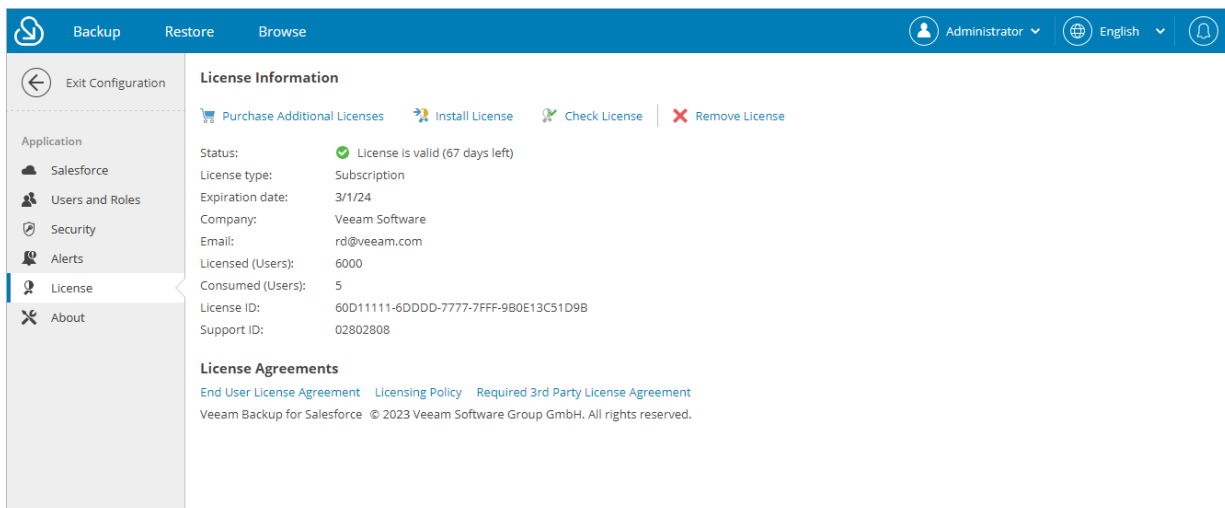 Backup Restore Browse Administrator English
Exit Configuration
Application
Salesforce
Users and Roles
Security
Alerts
License
About
License Information
Purchase Additional Licenses Install License Check License Remove License
Status: License is valid (67 days left)
License type: Subscription
Expiration date: 3/1/24
Company: Veeam Software
Email: rd@veeam.com
Licensed (Users): 6000
Consumed (Users): 5
License ID: 60D11111-6DDDD-7777-7FFF-9B0E13C51D9B
Support ID: 02802808
License Agreements
End User License Agreement Licensing Policy Required 3rd Party License Agreement
Veeam Backup for Salesforce © 2023 Veeam Software Group GmbH. All rights reserved.